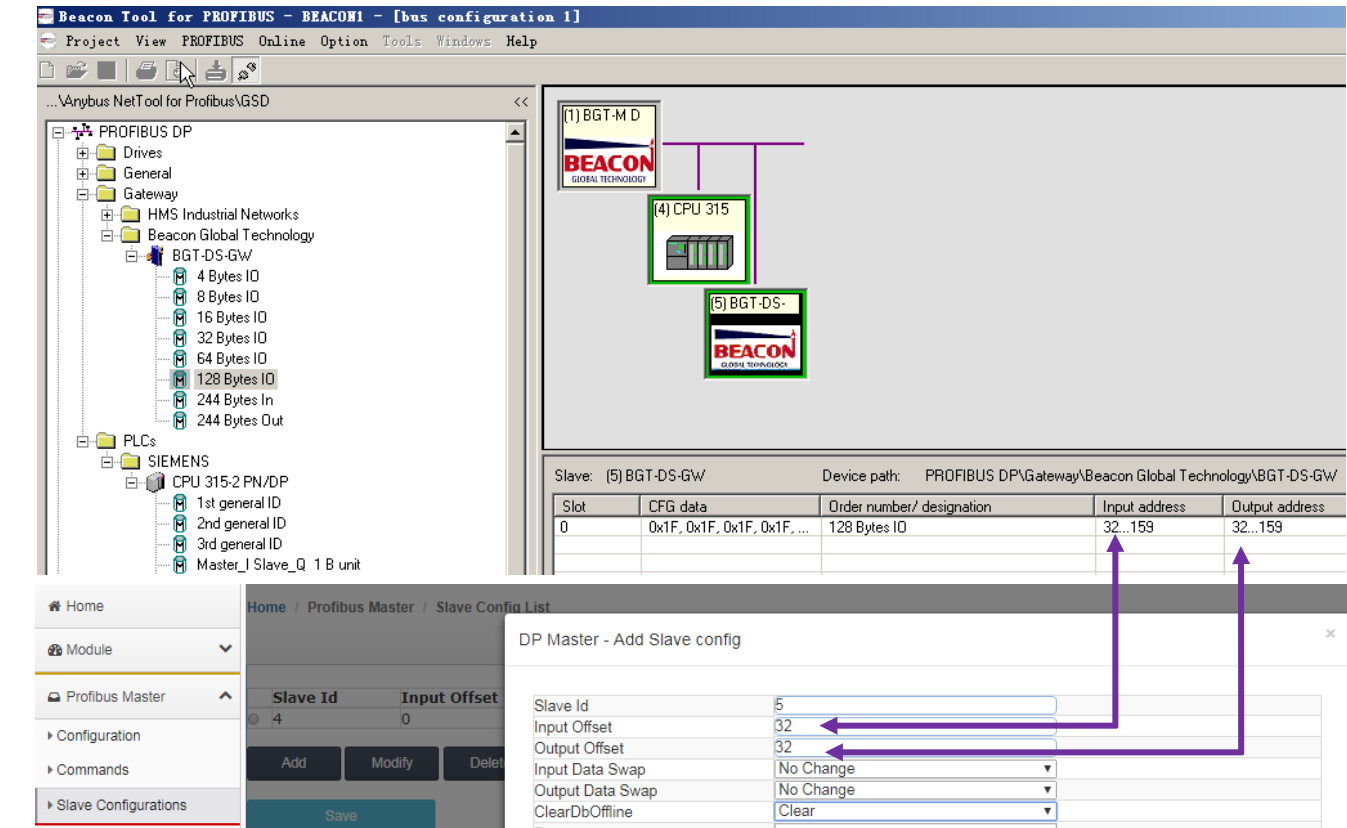 Beacon Tool for PROFIBUS - BEACON1 - [bus configuration 1]
Project View PROFIBUS Online Option Tools Windows Help
...\Anybus NetTool for Profibus\GSD <<
PROFIBUS DP
Drives
General
Gateway
HMS Industrial Networks
Beacon Global Technology
BGT-DS-GW
4 Bytes IO
8 Bytes IO
16 Bytes IO
32 Bytes IO
64 Bytes IO
128 Bytes IO
244 Bytes In
244 Bytes Out
PLCs
SIEMENS
CPU 315-2 PN/DP
1st general ID
2nd general ID
3rd general ID
Master_I Slave_Q 1 B unit
(1) BGT-M D
BEACON
GLOBAL TECHNOLOGY
(4) CPU 315
(5) BGT-DS-
BEACON
GLOBAL TECHNOLOGY
Slave: (5) BGT-DS-GW Device path: PROFIBUS DP\Gateway\Beacon Global Technology\BGT-DS-GW
Slot CFG data Order number/ designation Input address Output address
0 0x1F, 0x1F, 0x1F, 0x1F, ... 128 Bytes IO 32...159 32...159
Home
Module
Profibus Master
Configuration
Commands
Slave Configurations
Home / Profibus Master / Slave Config List
Slave Id Input Offset
4 0
Add Modify Delet
Save
DP Master - Add Slave config ×
Slave Id 5
Input Offset 32
Output Offset 32
Input Data Swap No Change
Output Data Swap No Change
ClearDbOffline Clear